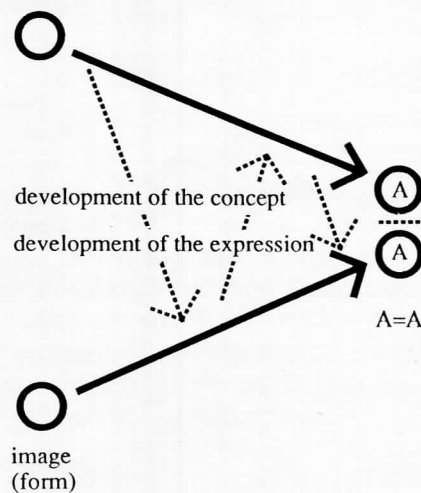 A
development of the concept
development of the expression
A
A=A
image
(form)